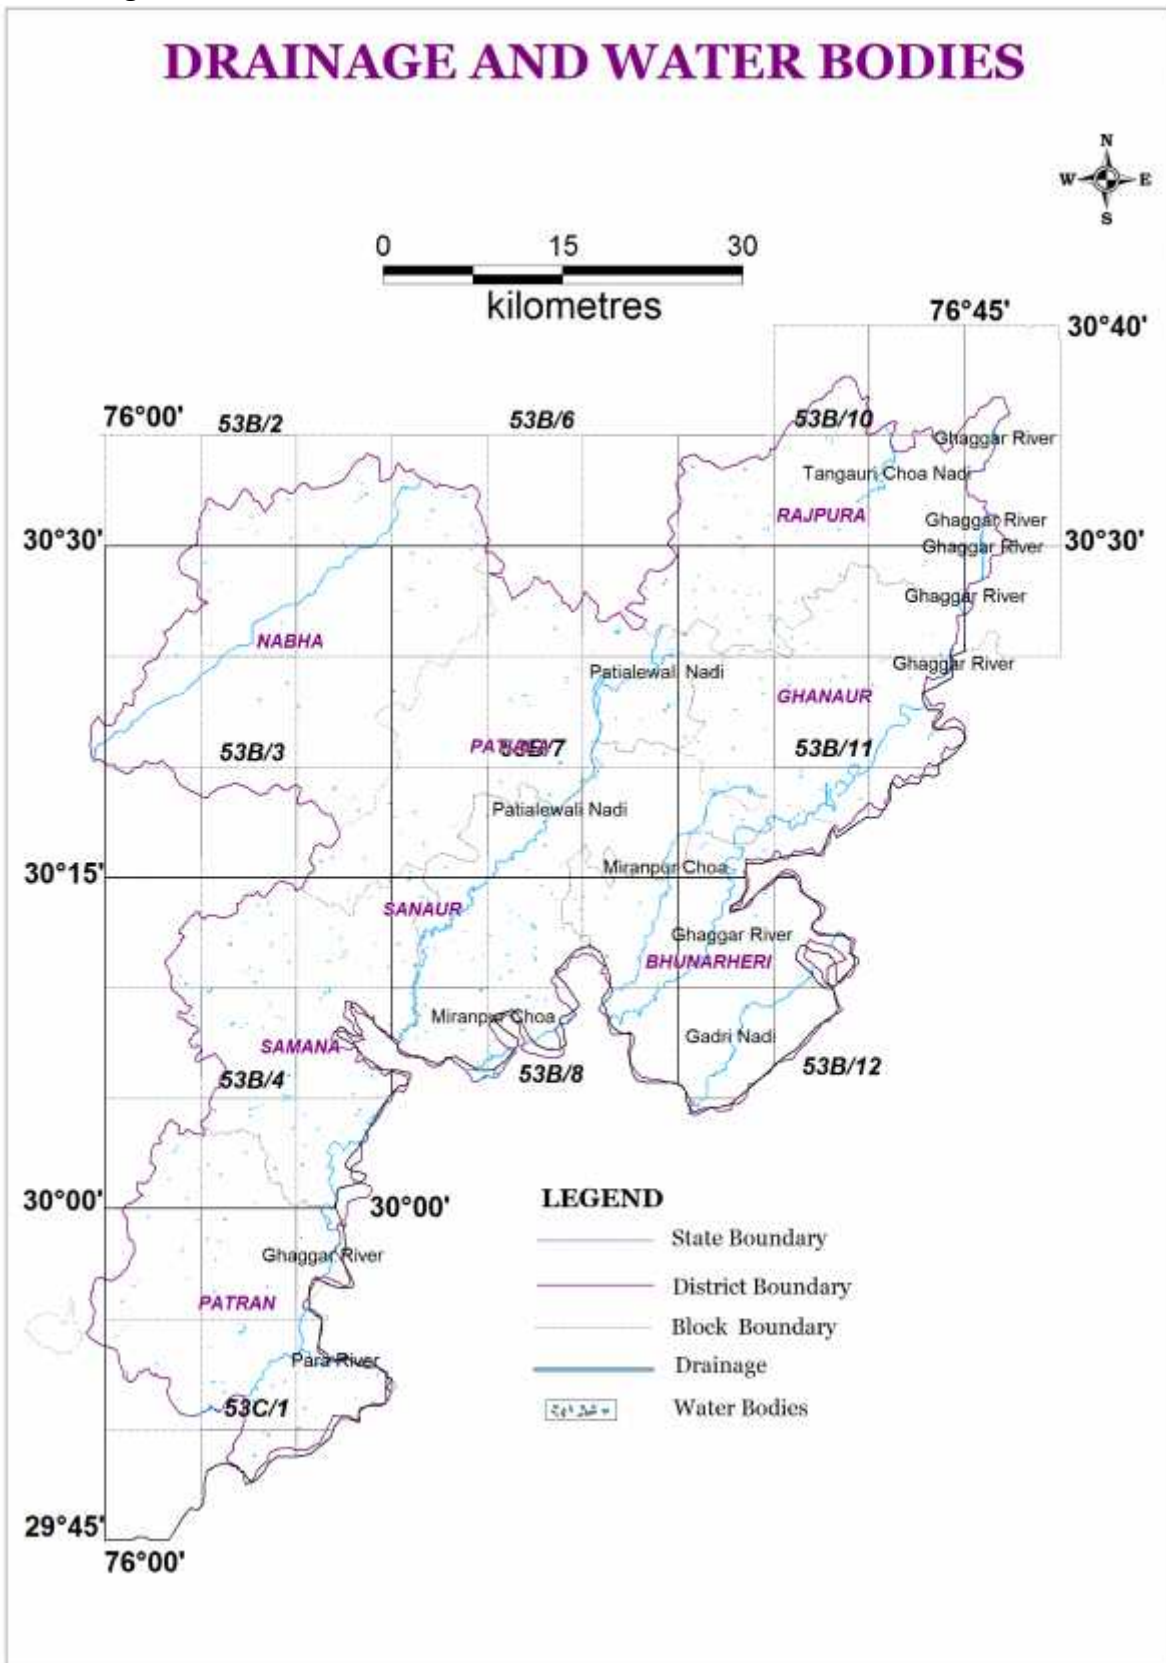 DRAINAGE AND WATER BODIES
N
W E
S
0 15 30
kilometres
76°45'
30°40'
76°00'
53B/2
53B/6
53B/10
Ghaggar River
Tangauri Choa Nadi
RAJPURA
Ghaggar River
30°30'
30°30'
Ghaggar River
Ghaggar River
NABHA
Ghaggar River
Patialewali Nadi
GHANAUR
53B/3
53B/7
53B/11
Patialewali Nadi
Miranpur Choa
30°15'
SANAUR
Ghaggar River
BHUNARHERI
Miranpur Choa
Gadri Nadi
SAMANA
53B/4
53B/8
53B/12
30°00'
30°00'
LEGEND
State Boundary
District Boundary
Block Boundary
Drainage
Water Bodies
Ghaggar River
PATRAN
Para River
53C/1
29°45'
76°00'